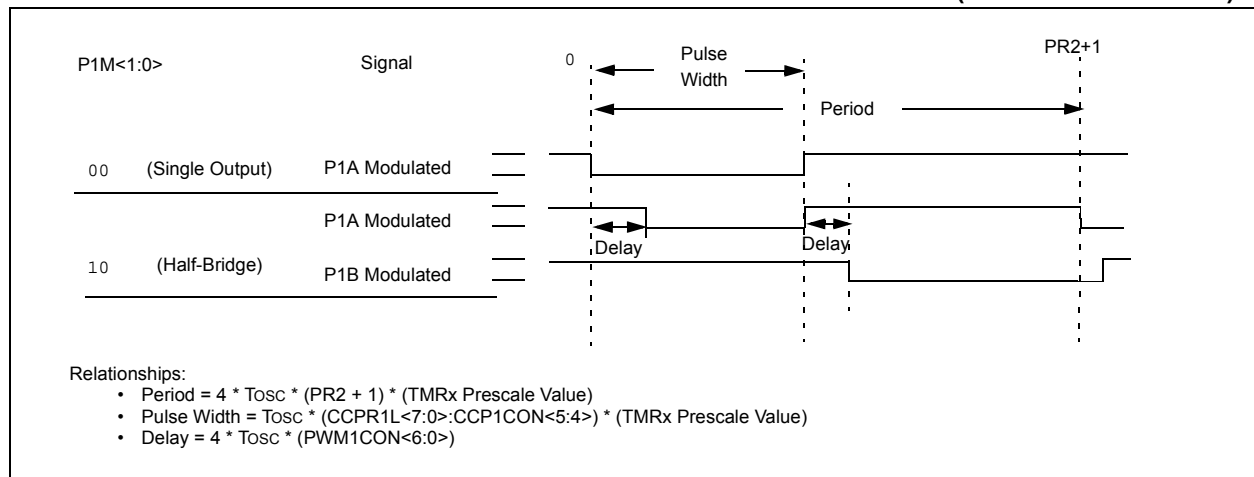 P1M<1:0>
Signal
0
Pulse
Width
PR2+1
Period
00 (Single Output) P1A Modulated
P1A Modulated
Delay
Delay
10 (Half-Bridge)
P1B Modulated
Relationships:
• Period = 4 * TOSC * (PR2 + 1) * (TMRx Prescale Value)
• Pulse Width = TOSC * (CCPR1L<7:0>:CCP1CON<5:4>) * (TMRx Prescale Value)
• Delay = 4 * TOSC * (PWM1CON<6:0>)